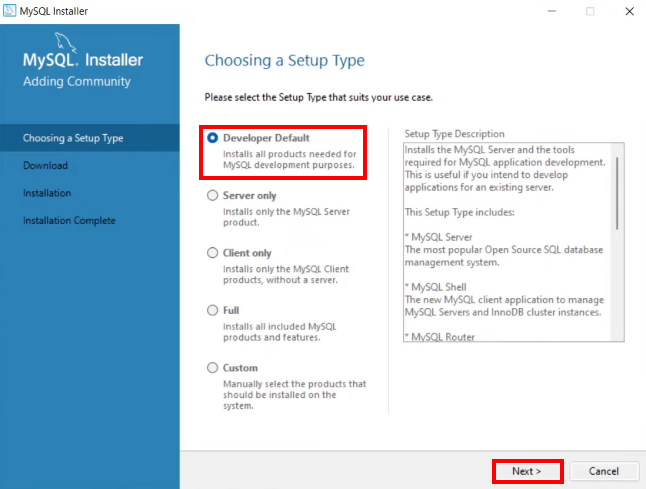 MySQL Installer
MySQL. Installer
Adding Community
Choosing a Setup Type
Download
Installation
Installation Complete
Choosing a Setup Type
Please select the Setup Type that suits your use case.
Developer Default
Installs all products needed for
MySQL development purposes.
Server only
Installs only the MySQL Server
product.
Client only
Installs only the MySQL Client
products, without a server.
Full
Installs all included MySQL
products and features.
Custom
Manually select the products that
should be installed on the
system.
Setup Type Description
Installs the MySQL Server and the tools
required for MySQL application development.
This is useful if you intend to develop
applications for an existing server.
This Setup Type includes:
* MySQL Server
The most popular Open Source SQL database
management system.
* MySQL Shell
The new MySQL client application to manage
MySQL Servers and InnoDB cluster instances.
* MySQL Router
Next >
Cancel